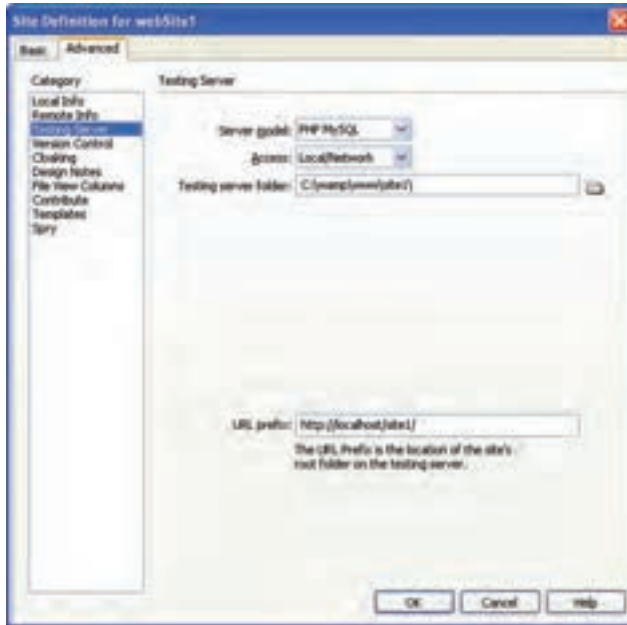 Site Definition for webSite1
Basic Advanced
Category
Local Info
Remote Info
Testing Server
Version Control
Cloaking
Design Notes
File View Columns
Contribute
Templates
Spry
Testing Server
Server model: PHP MySQL
Access: Local/Network
Testing server folder: C:\wamp\www\site1\
URL prefix: http://localhost/site1/
The URL Prefix is the location of the site's
root folder on the testing server.
OK Cancel Help